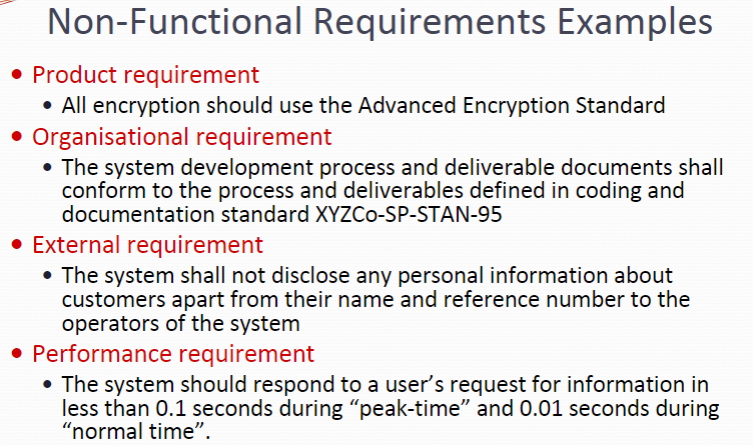 Non-Functional Requirements Examples
• Product requirement
• All encryption should use the Advanced Encryption Standard
• Organisational requirement
• The system development process and deliverable documents shall
conform to the process and deliverables defined in coding and
documentation standard XYZCo-SP-STAN-95
• External requirement
• The system shall not disclose any personal information about
customers apart from their name and reference number to the
operators of the system
• Performance requirement
• The system should respond to a user’s request for information in
less than 0.1 seconds during “peak-time” and 0.01 seconds during
“normal time”.